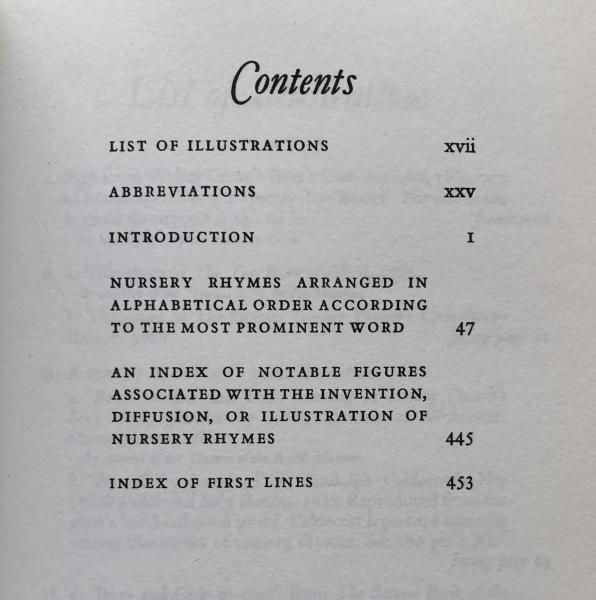 Contents
LIST OF ILLUSTRATIONS xvii
ABBREVIATIONS xxv
INTRODUCTION I
NURSERY RHYMES ARRANGED IN
ALPHABETICAL ORDER ACCORDING
TO THE MOST PROMINENT WORD 47
AN INDEX OF NOTABLE FIGURES
ASSOCIATED WITH THE INVENTION,
DIFFUSION, OR ILLUSTRATION OF
NURSERY RHYMES 445
INDEX OF FIRST LINES 453